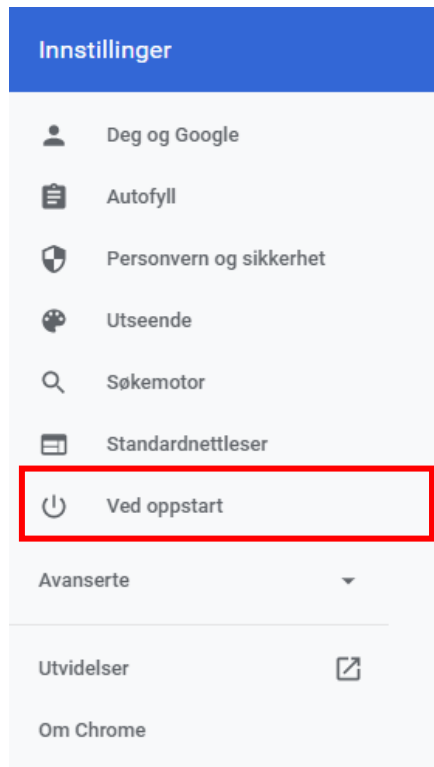 Innstillinger
Deg og Google
Autofyll
Personvern og sikkerhet
Utseende
Søkemotor
Standardnettleser
Ved oppstart
Avanserte
Utvidelser
Om Chrome